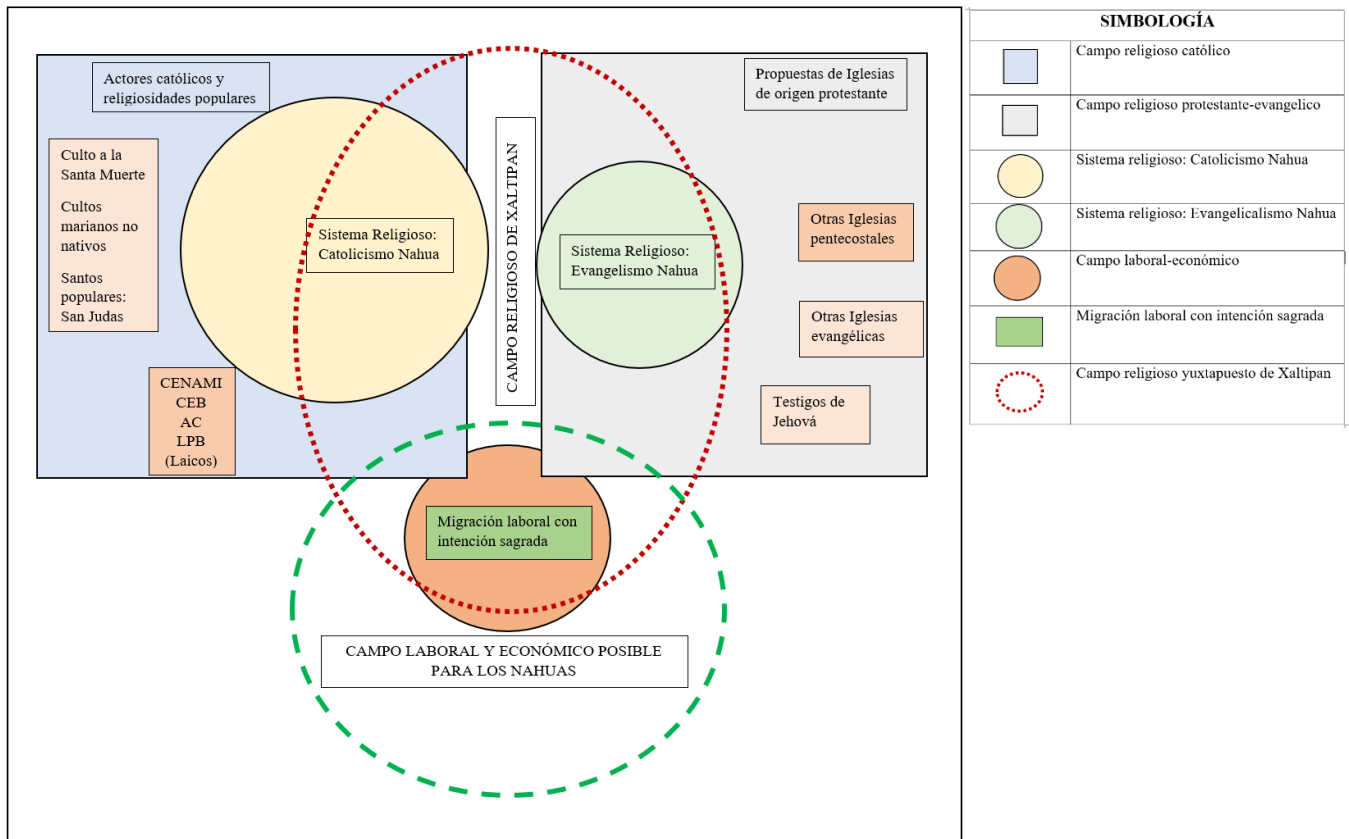 Actores católicos y
religiosidades populares
Culto a la
Santa Muerte
Cultos
marianos no
nativos
Santos
populares:
San Judas
CENAMI
CEB
AC
LPB
(Laicos)
Sistema Religioso:
Catolicismo Nahua
CAMPO RELIGIOSO DE XALTIPAN
Propuestas de Iglesias
de origen protestante
Sistema Religioso:
Evangelismo Nahua
Otras Iglesias
pentecostales
Otras Iglesias
evangélicas
Testigos de
Jehová
Migración laboral con
intención sagrada
CAMPO LABORAL Y ECONÓMICO POSIBLE
PARA LOS NAHUAS
SIMBOLOGÍA
Campo religioso católico
Campo religioso protestante-evangelico
Sistema religioso: Catolicismo Nahua
Sistema religioso: Evangelicalismo Nahua
Campo laboral-económico
Migración laboral con intención sagrada
Campo religioso yuxtapuesto de Xaltipan